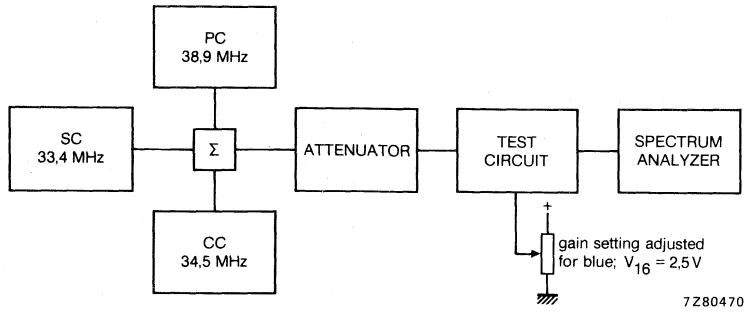 PC
38,9 MHz
SC
33,4 MHz
Σ
ATTENUATOR
TEST
CIRCUIT
SPECTRUM
ANALYZER
CC
34,5 MHz
+
gain setting adjusted
for blue; V16 = 2,5 V
7Z80470